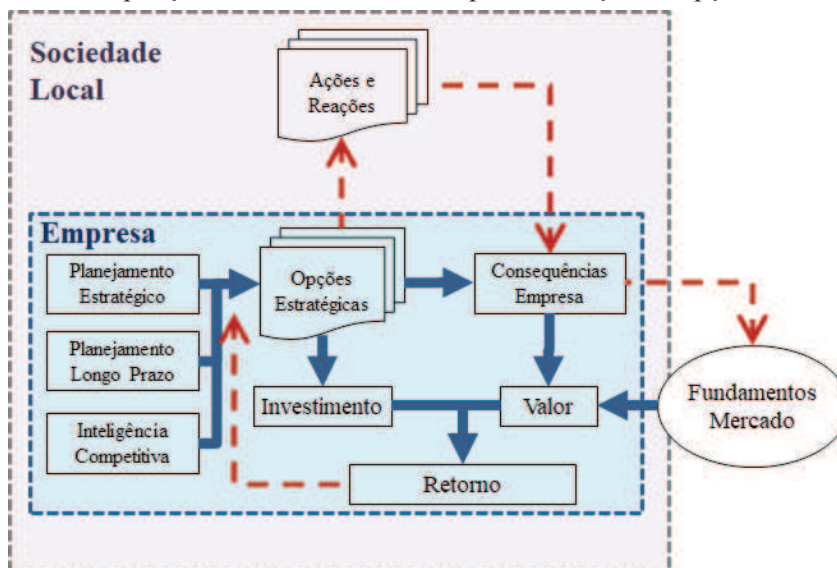 Sociedade
Local
Ações e
Reações
Empresa
Planejamento
Estratégico
Opções
Estratégicas
Consequências
Empresa
Planejamento
Longo Prazo
Investimento
Valor
Fundamentos
Mercado
Inteligência
Competitiva
Retorno